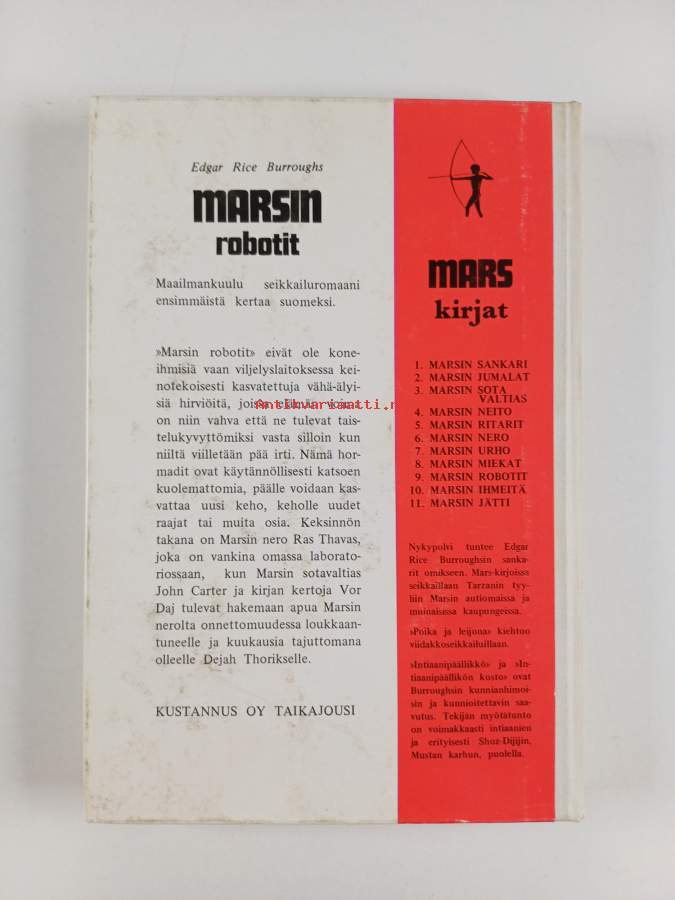 Edgar Rice Burroughs
MARSIN
robotit
Maailmankuulu seikkailuromaani
ensimmäistä kertaa suomeksi.
»Marsin robotit» eivät ole kone-
ihmisiä vaan viljelyslaitoksessa kei-
notekoisesti kasvatettuja vähä-älyi-
siä hirviöitä, joissa
on niin vahva että ne tulevat tais-
telukyvyttömiksi vasta silloin kun
niiltä viilletään pää irti. Nämä hor-
madit ovat käytännöllisesti katsoen
kuolemattomia, päälle voidaan kas-
vattaa uusi keho, keholle uudet
raajat tai muita osia. Keksinnön
takana on Marsin nero Ras Thavas,
joka on vankina omassa laborato-
riossaan, kun Marsin sotavaltias
John Carter ja kirjan kertoja Vor
Daj tulevat hakemaan apua Marsin
nerolta onnettomuudessa loukkaan-
tuneelle ja kuukausia tajuttomana
olleelle Dejah Thorikselle.
KUSTANNUS OY TAIKAJOUSI
Antikvariaatti.net
MARS
kirjat
1. MARSIN SANKARI
2. MARSIN JUMALAT
3. MARSIN SOTA
VALTIAS
4. MARSIN NEITO
5. MARSIN RITARIT
6. MARSIN NERO
7. MARSIN URHO
8. MARSIN MIEKAT
9. MARSIN ROBOTIT
10. MARSIN IHMEITÄ
11. MARSIN JÄTTI
Nykypolvi tuntee Edgar
Rice Burroughsin sanka-
rit omikseen. Mars-kirjoissa
seikkaillaan Tarzanin tyy-
liin Marsin autiomaissa ja
muinaisissa kaupungeissa.
»Poika ja leijona» kiehtoo
viidakkoseikkailuillaan.
»Intiaanipäällikkö» ja »In-
tiaanipäällikön kosto» ovat
Burroughsin kunnianhimoi-
sin ja kunnioitettavin saa-
vutus. Tekijän myötätunto
on voimakkaasti intiaanien
ja erityisesti Shoz-Dijijin,
Mustan karhun, puolella.